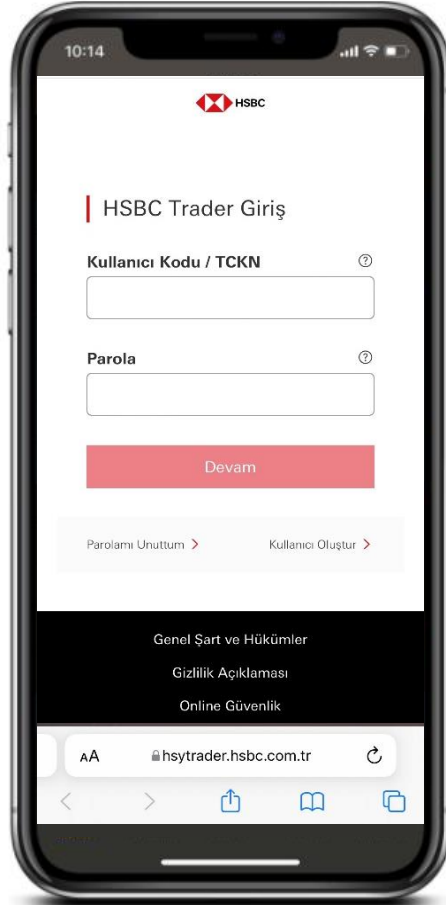 10:14
HSBC
HSBC Trader Giriş
Kullanıcı Kodu / TCKN ?
Parola ?
Devam
Parolamı Unuttum > Kullanıcı Oluştur >
Genel Şart ve Hükümler
Gizlilik Açıklaması
Online Güvenlik
AA hsytrader.hsbc.com.tr